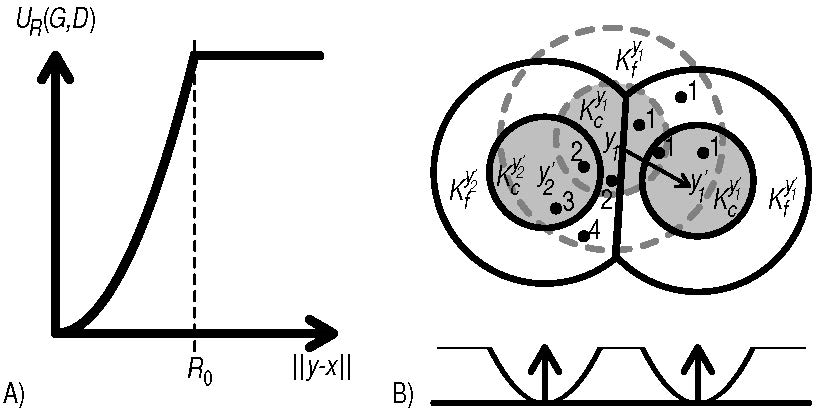 U_R(G,D)
R_0
||y-x||
A)
K_f^{y_1}
K_c^{y_1}
1
1
y_1
1
1
2
K_f^{y_2'}
K_c^{y_2'}
y_2'
2
y_1'
K_c^{y_1'}
K_f^{y_1'}
3
4
B)